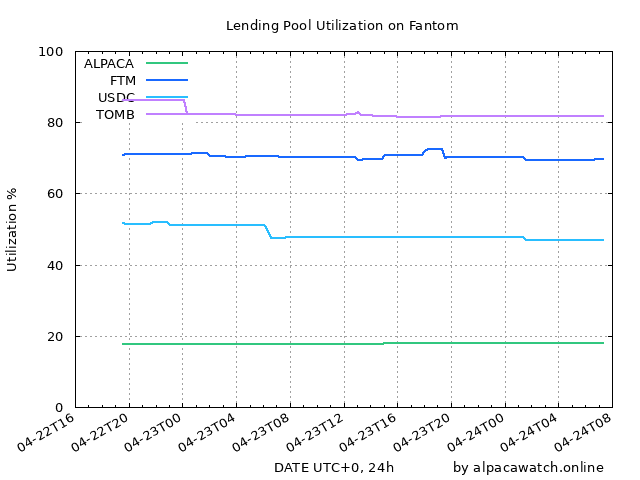 Lending Pool Utilization on Fantom
100
80
60
40
20
0
Utilization %
ALPACA
FTM
USDC
TOMB
04-22T16
04-22T20
04-23T00
04-23T04
04-23T08
04-23T12
04-23T16
04-23T20
04-24T00
04-24T04
04-24T08
DATE UTC+0, 24h
by alpacawatch.online